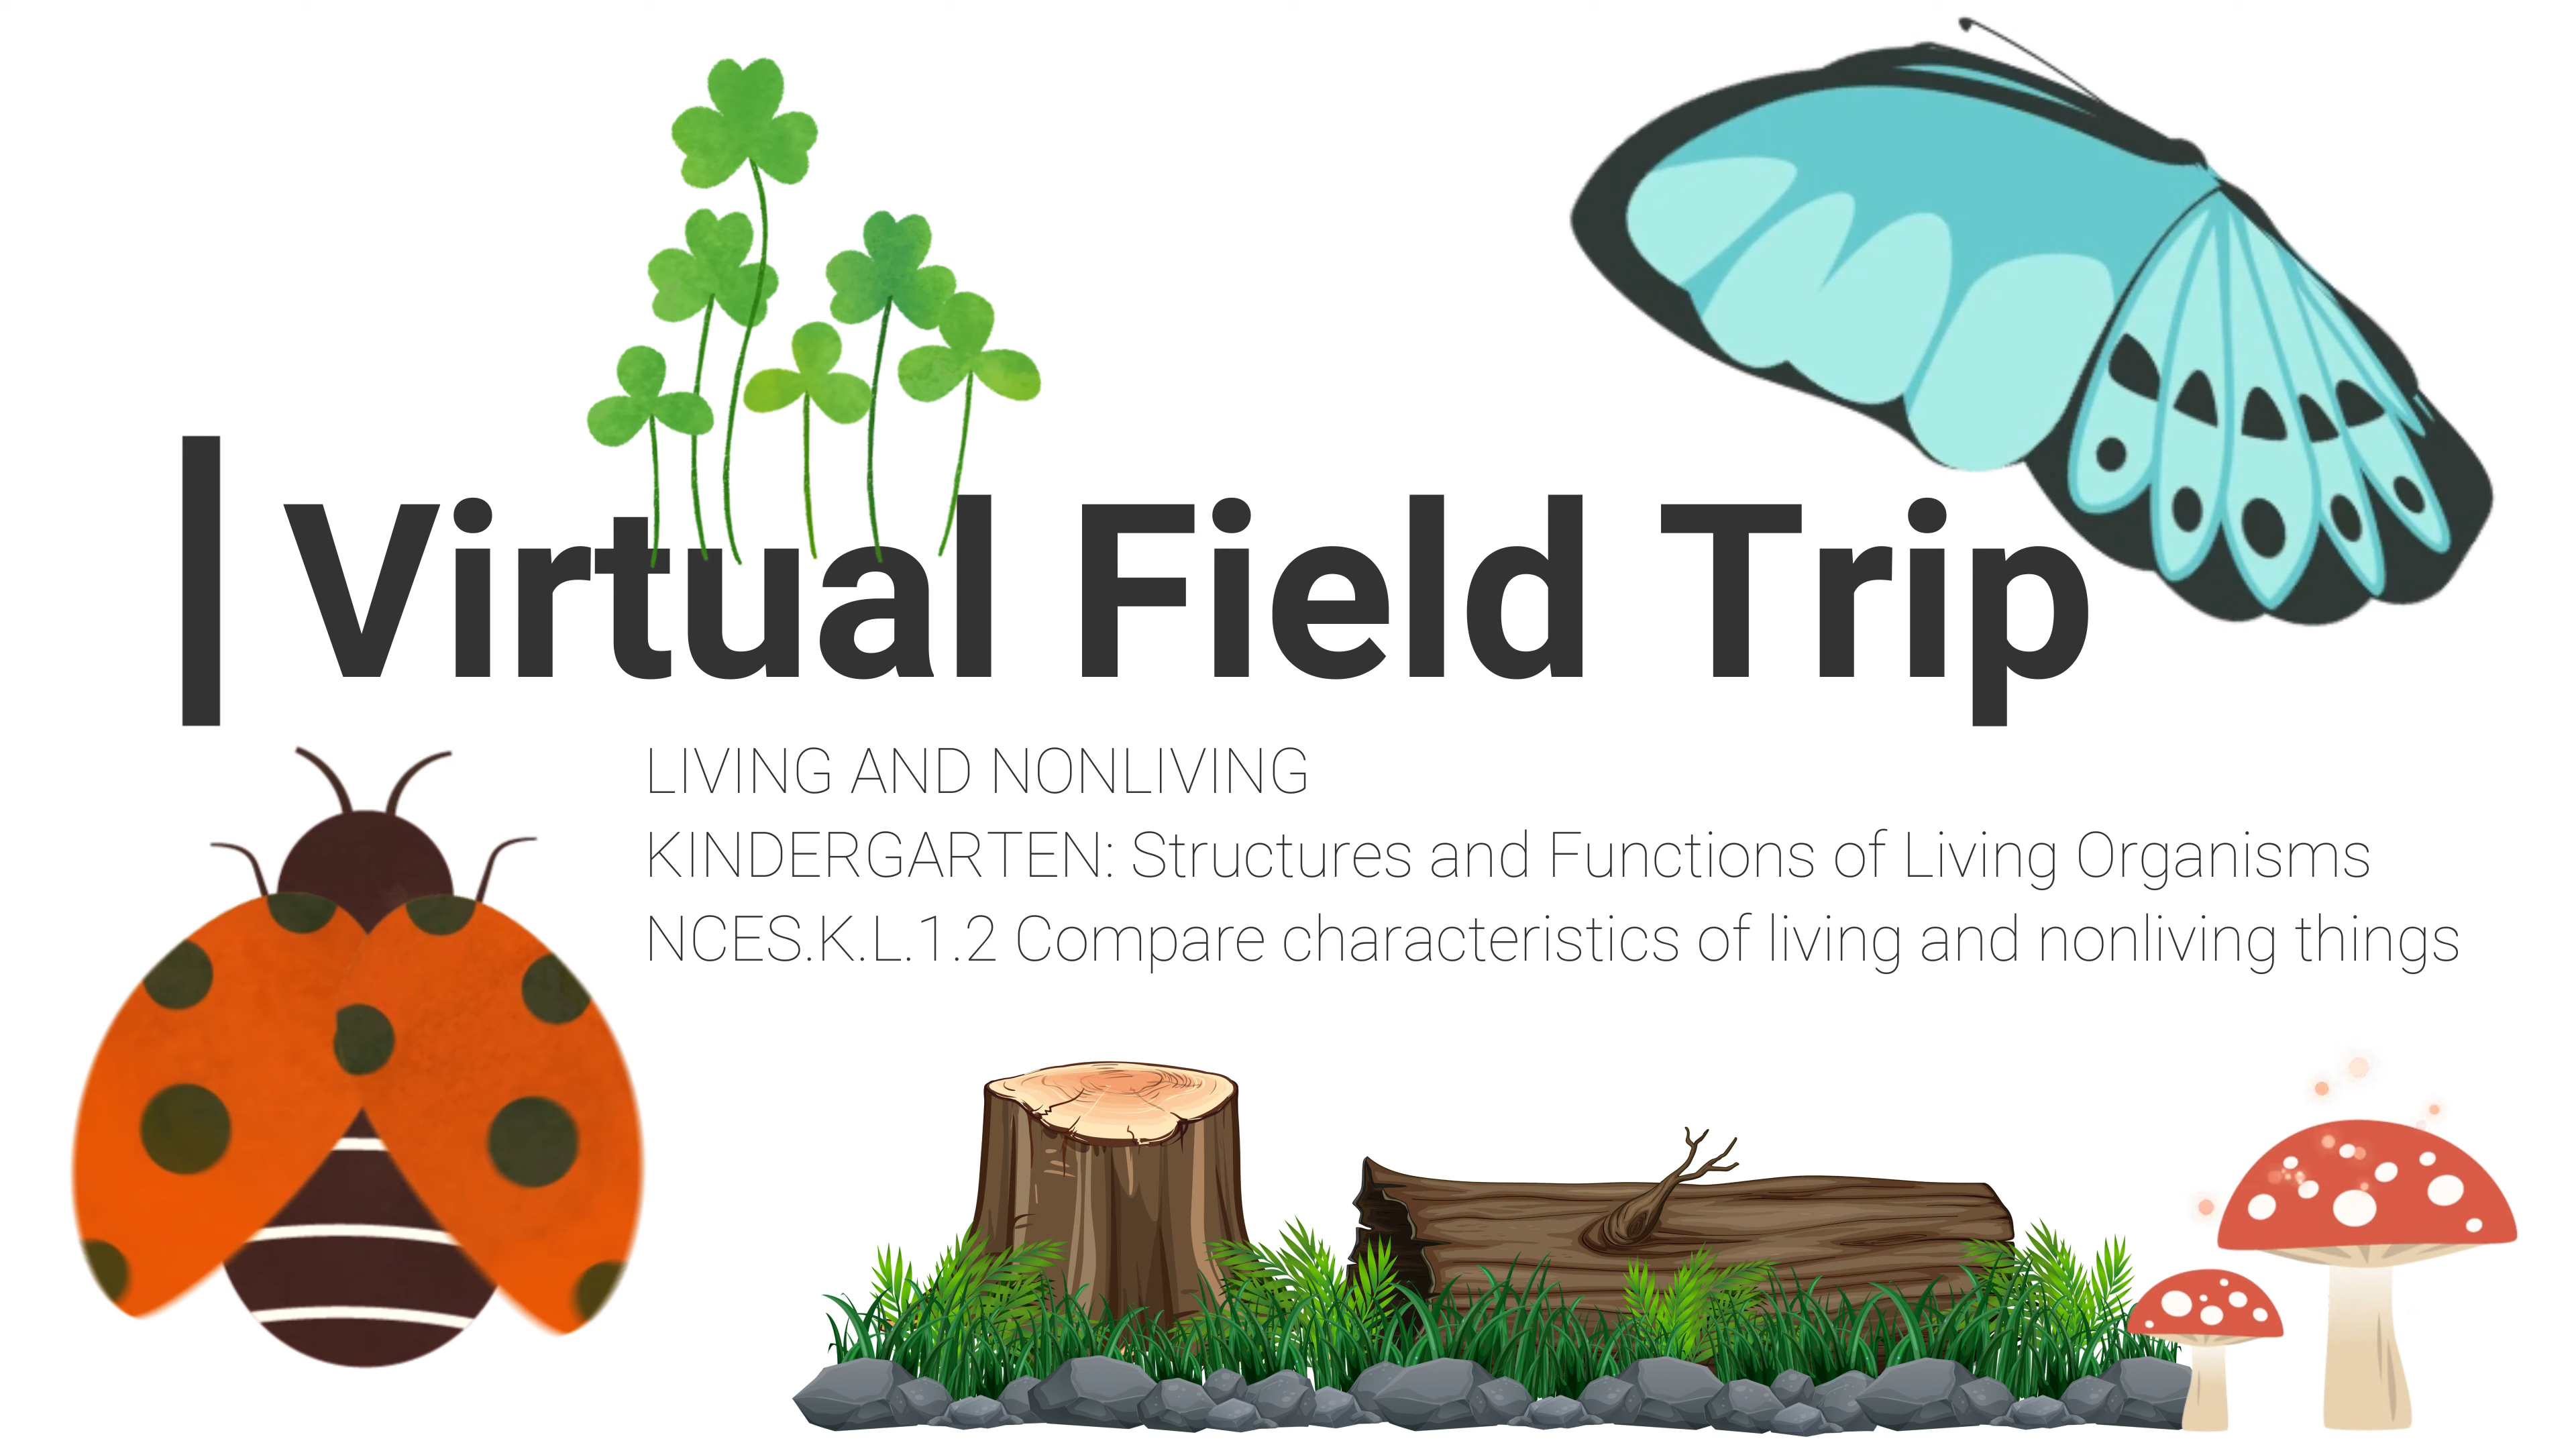 Virtual Field Trip
LIVING AND NONLIVING
KINDERGARTEN: Structures and Functions of Living Organisms
NCES.K.L.1.2 Compare characteristics of living and nonliving things